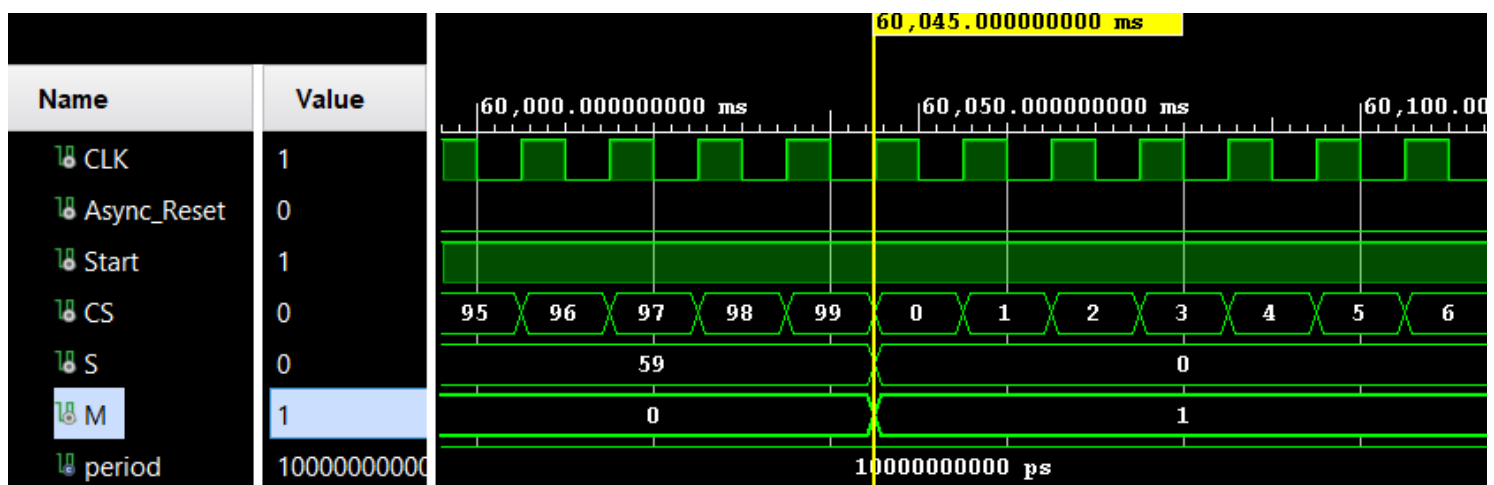 60,045.000000000 ms
Name Value
60,000.000000000 ms 60,050.000000000 ms 60,100.00
CLK 1
Async_Reset 0
Start 1
CS 0 95 96 97 98 99 0 1 2 3 4 5 6
S 0 59 0
M 1 0 1
period 10000000000 10000000000 ps